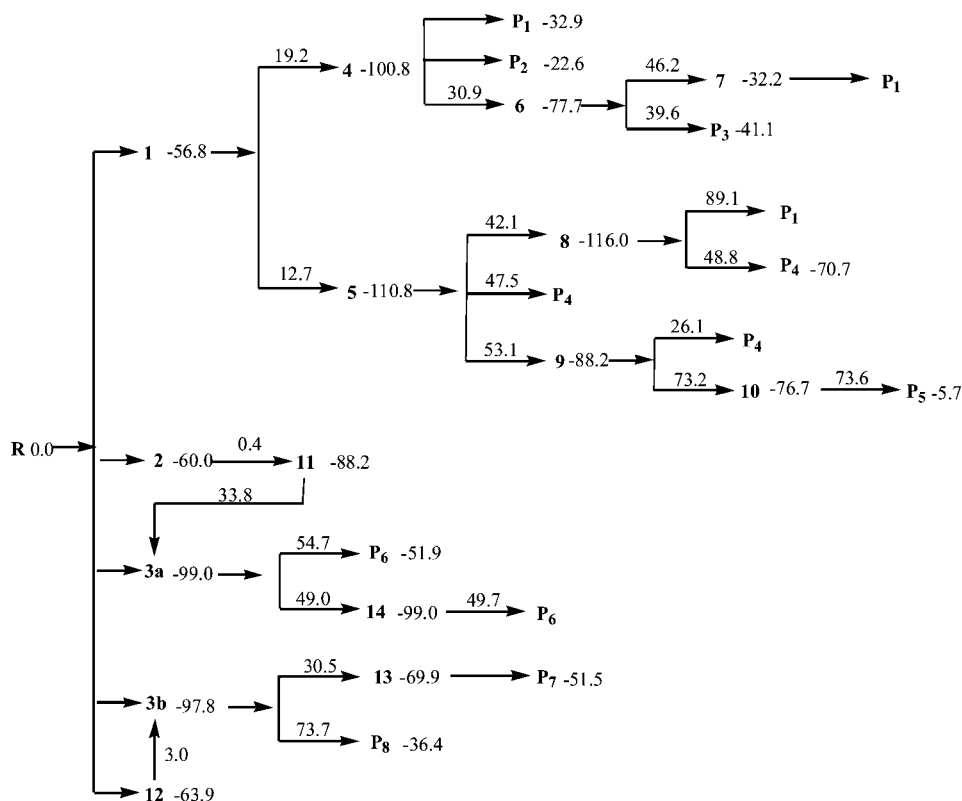 P1 -32.9
19.2
4 -100.8
P2 -22.6
46.2
7 -32.2
P1
30.9
6 -77.7
39.6
P3 -41.1
1 -56.8
89.1
P1
42.1
8 -116.0
48.8
P4 -70.7
12.7
5 -110.8
47.5
P4
26.1
P4
53.1
9 -88.2
73.2
10 -76.7
73.6
P5 -5.7
R 0.0
0.4
2 -60.0
11 -88.2
33.8
54.7
P6 -51.9
3a -99.0
49.0
14 -99.0
49.7
P6
30.5
13 -69.9
P7 -51.5
3b -97.8
73.7
P8 -36.4
3.0
12 -63.9